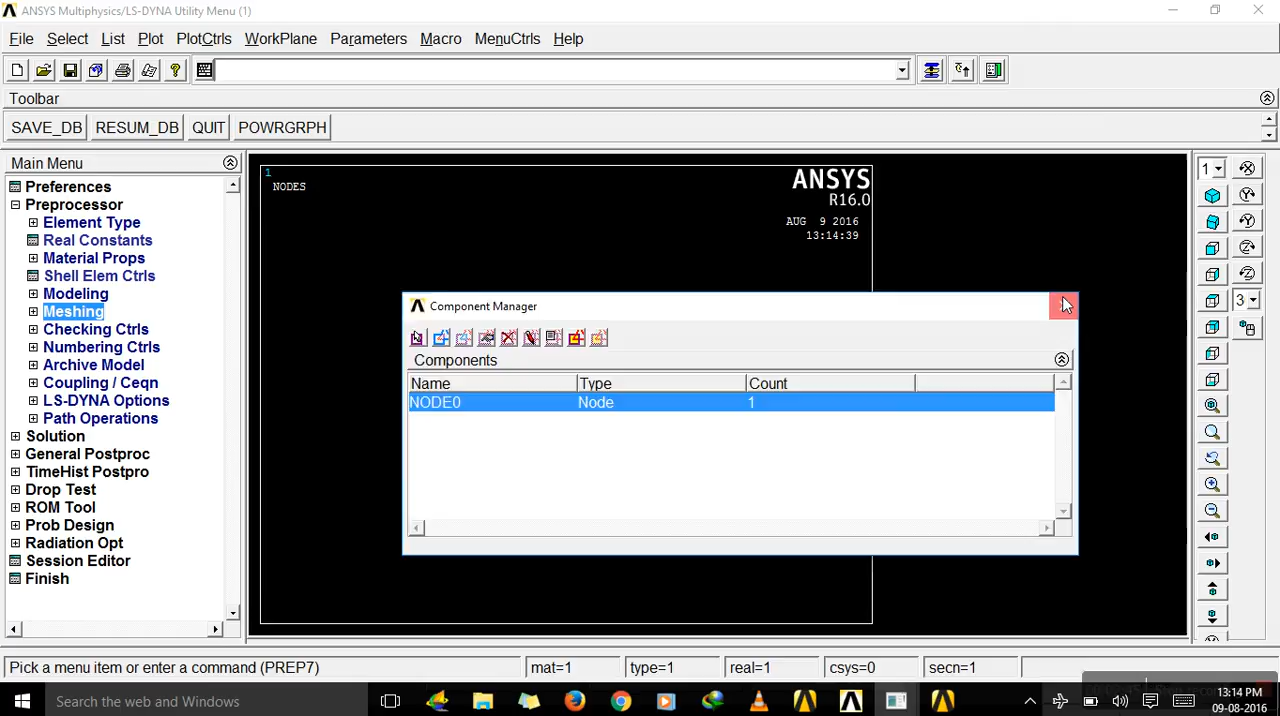 ANSYS Multiphysics/LS-DYNA Utility Menu (1)
File Select List Plot PlotCtrls WorkPlane Parameters Macro MenuCtrls Help
Toolbar
SAVE_DB RESUM_DB QUIT POWRGRPH
Main Menu
Preferences
Preprocessor
Element Type
Real Constants
Material Props
Shell Elem Ctrls
Modeling
Meshing
Checking Ctrls
Numbering Ctrls
Archive Model
Coupling / Ceqn
LS-DYNA Options
Path Operations
Solution
General Postproc
TimeHist Postpro
Drop Test
ROM Tool
Prob Design
Radiation Opt
Session Editor
Finish
1
NODES
ANSYS
R16.0
AUG 9 2016
13:14:39
Component Manager
Components
Name Type Count
NODE0 Node 1
1
3
Pick a menu item or enter a command (PREP7) mat=1 type=1 real=1 csys=0 secn=1
Search the web and Windows
13:14 PM
09-08-2016